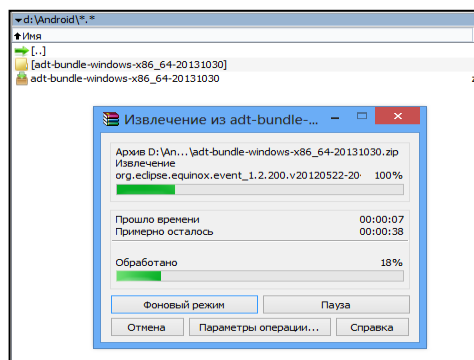 d:\Android\*.*
Имя
[..]
[adt-bundle-windows-x86_64-20131030]
adt-bundle-windows-x86_64-20131030
z
Извлечение из adt-bundle-...
Архив D:\An...\adt-bundle-windows-x86_64-20131030.zip
Извлечение
org.eclipse.equinox.event_1.2.200.v20120522-20 100%
Прошло времени 00:00:07
Примерно осталось 00:00:38
Обработано 18%
Фоновый режим Пауза
Отмена Параметры операции... Справка